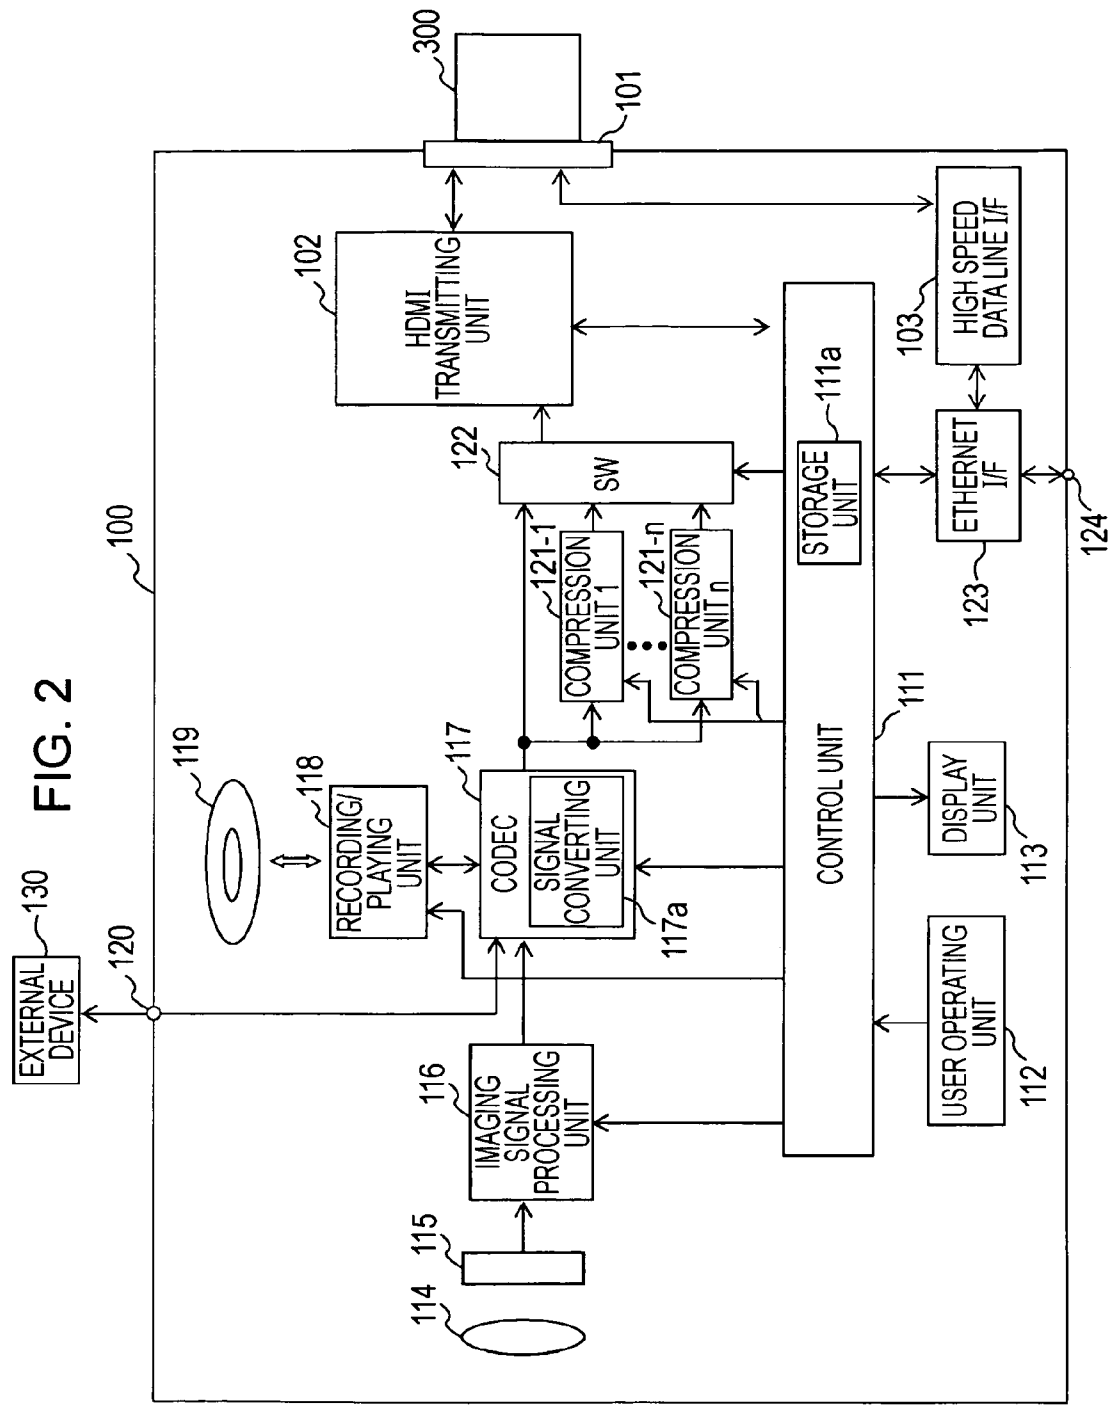 FIG. 2
EXTERNAL
DEVICE
130
120
119
100
118
RECORDING/
PLAYING
UNIT
117
CODEC
SIGNAL
CONVERTING
UNIT
117a
114
115
116
IMAGING
SIGNAL
PROCESSING
UNIT
121-1
COMPRESSION
UNIT 1
121-n
COMPRESSION
UNIT n
122
SW
102
HDMI
TRANSMITTING
UNIT
300
101
CONTROL UNIT
111
STORAGE
UNIT
111a
USER OPERATING
UNIT
112
DISPLAY
UNIT
113
ETHERNET
I/F
123
124
103
HIGH SPEED
DATA LINE I/F